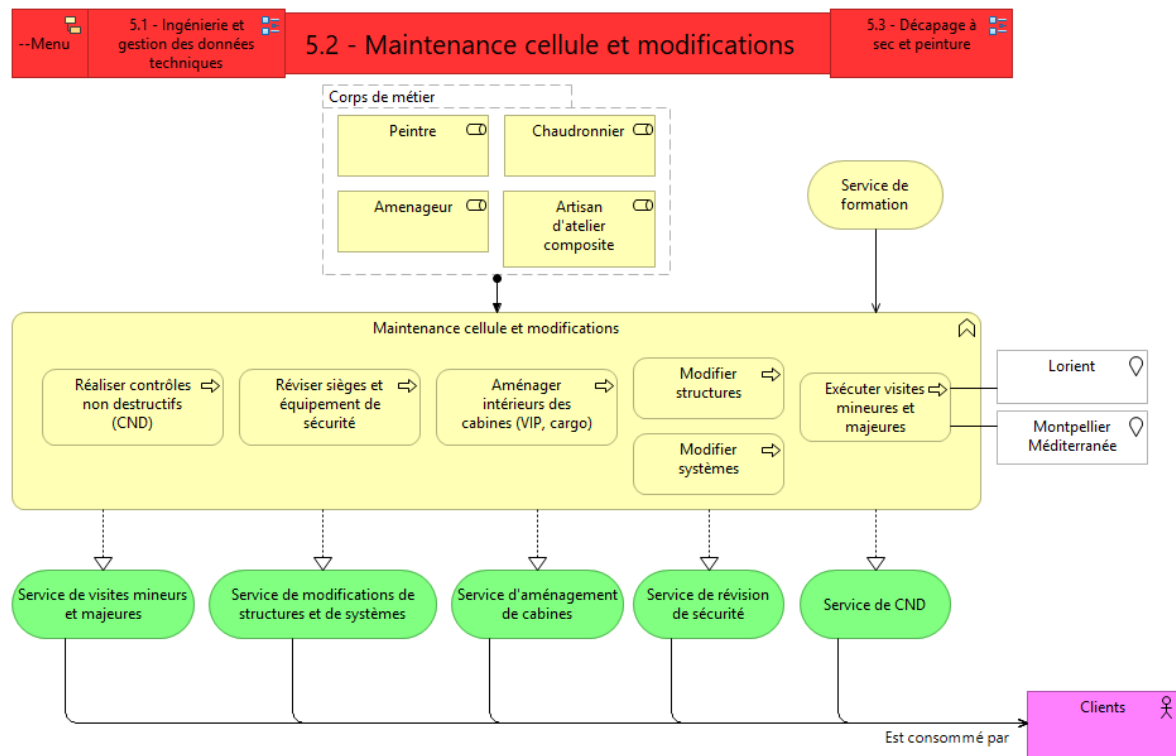 --Menu
5.1 - Ingénierie et
gestion des données
techniques
5.2 - Maintenance cellule et modifications
5.3 - Décapage à
sec et peinture
Corps de métier
Peintre
Chaudronnier
Amenageur
Artisan
d'atelier
composite
Service de
formation
Maintenance cellule et modifications
Réaliser contrôles
non destructifs
(CND)
Réviser sièges et
équipement de
sécurité
Aménager
intérieurs des
cabines (VIP, cargo)
Modifier
structures
Modifier
systèmes
Exécuter visites
mineures et
majeures
Lorient
Montpellier
Méditerranée
Service de visites mineurs
et majeures
Service de modifications de
structures et de systèmes
Service d'aménagement
de cabines
Service de révision
de sécurité
Service de CND
Clients
Est consommé par